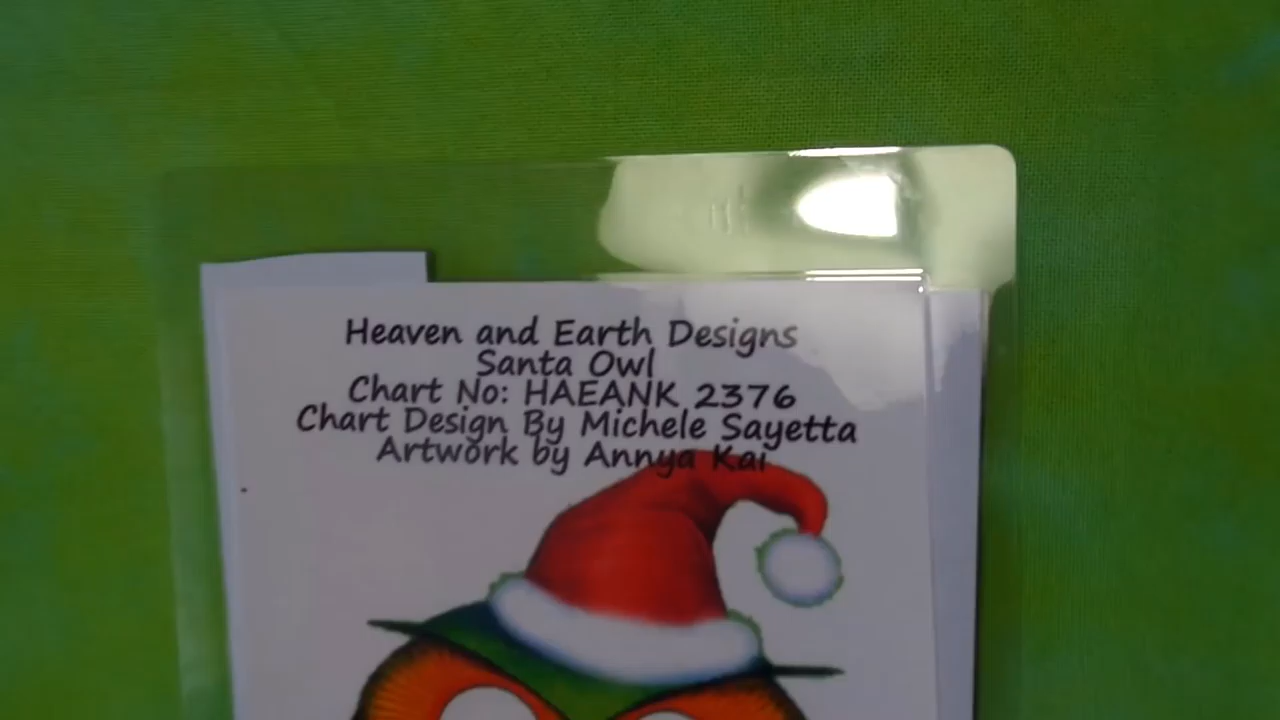 Heaven and Earth Designs
Santa Owl
Chart No: HAEANK 2376
Chart Design By Michele Sayetta
Artwork by Annya Kai